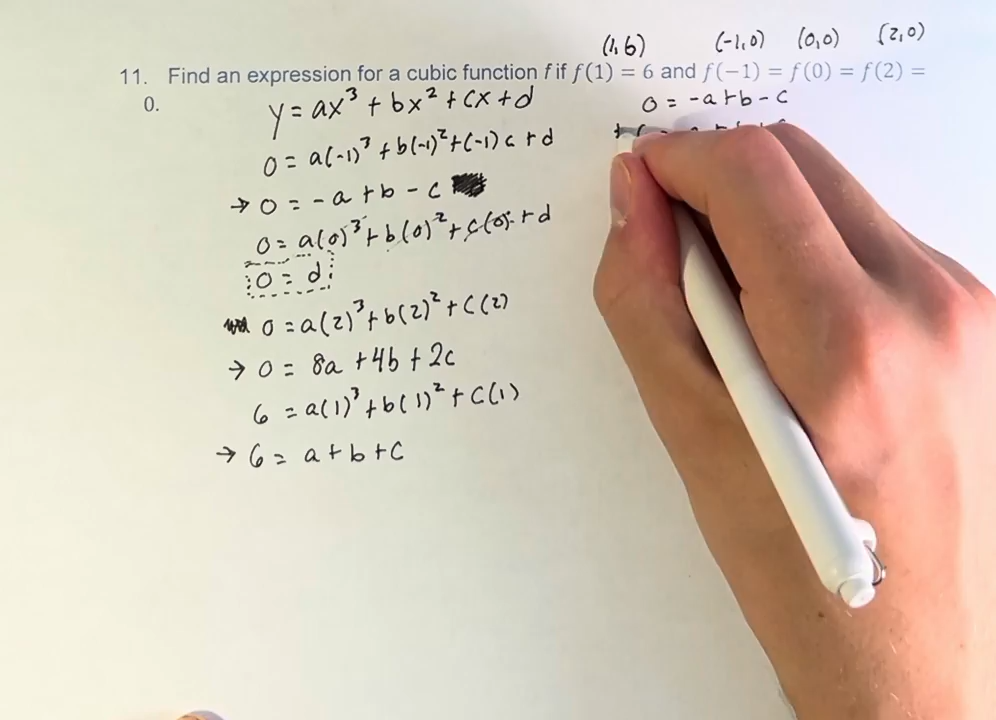 (1,6) (-1,0) (0,0) (2,0)
11. Find an expression for a cubic function f if f(1) = 6 and f(−1) = f(0) = f(2) =
0.
y = ax³ + bx² + cx + d
0 = a(-1)³ + b(-1)² + (-1)c + d
→ 0 = -a + b - c
0 = a(0)³ + b(0)² + c(0) + d
0 = d
0 = a(2)³ + b(2)² + C(2)
→ 0 = 8a + 4b + 2c
6 = a(1)³ + b(1)² + C(1)
→ 6 = a + b + C
0 = -a + b - c